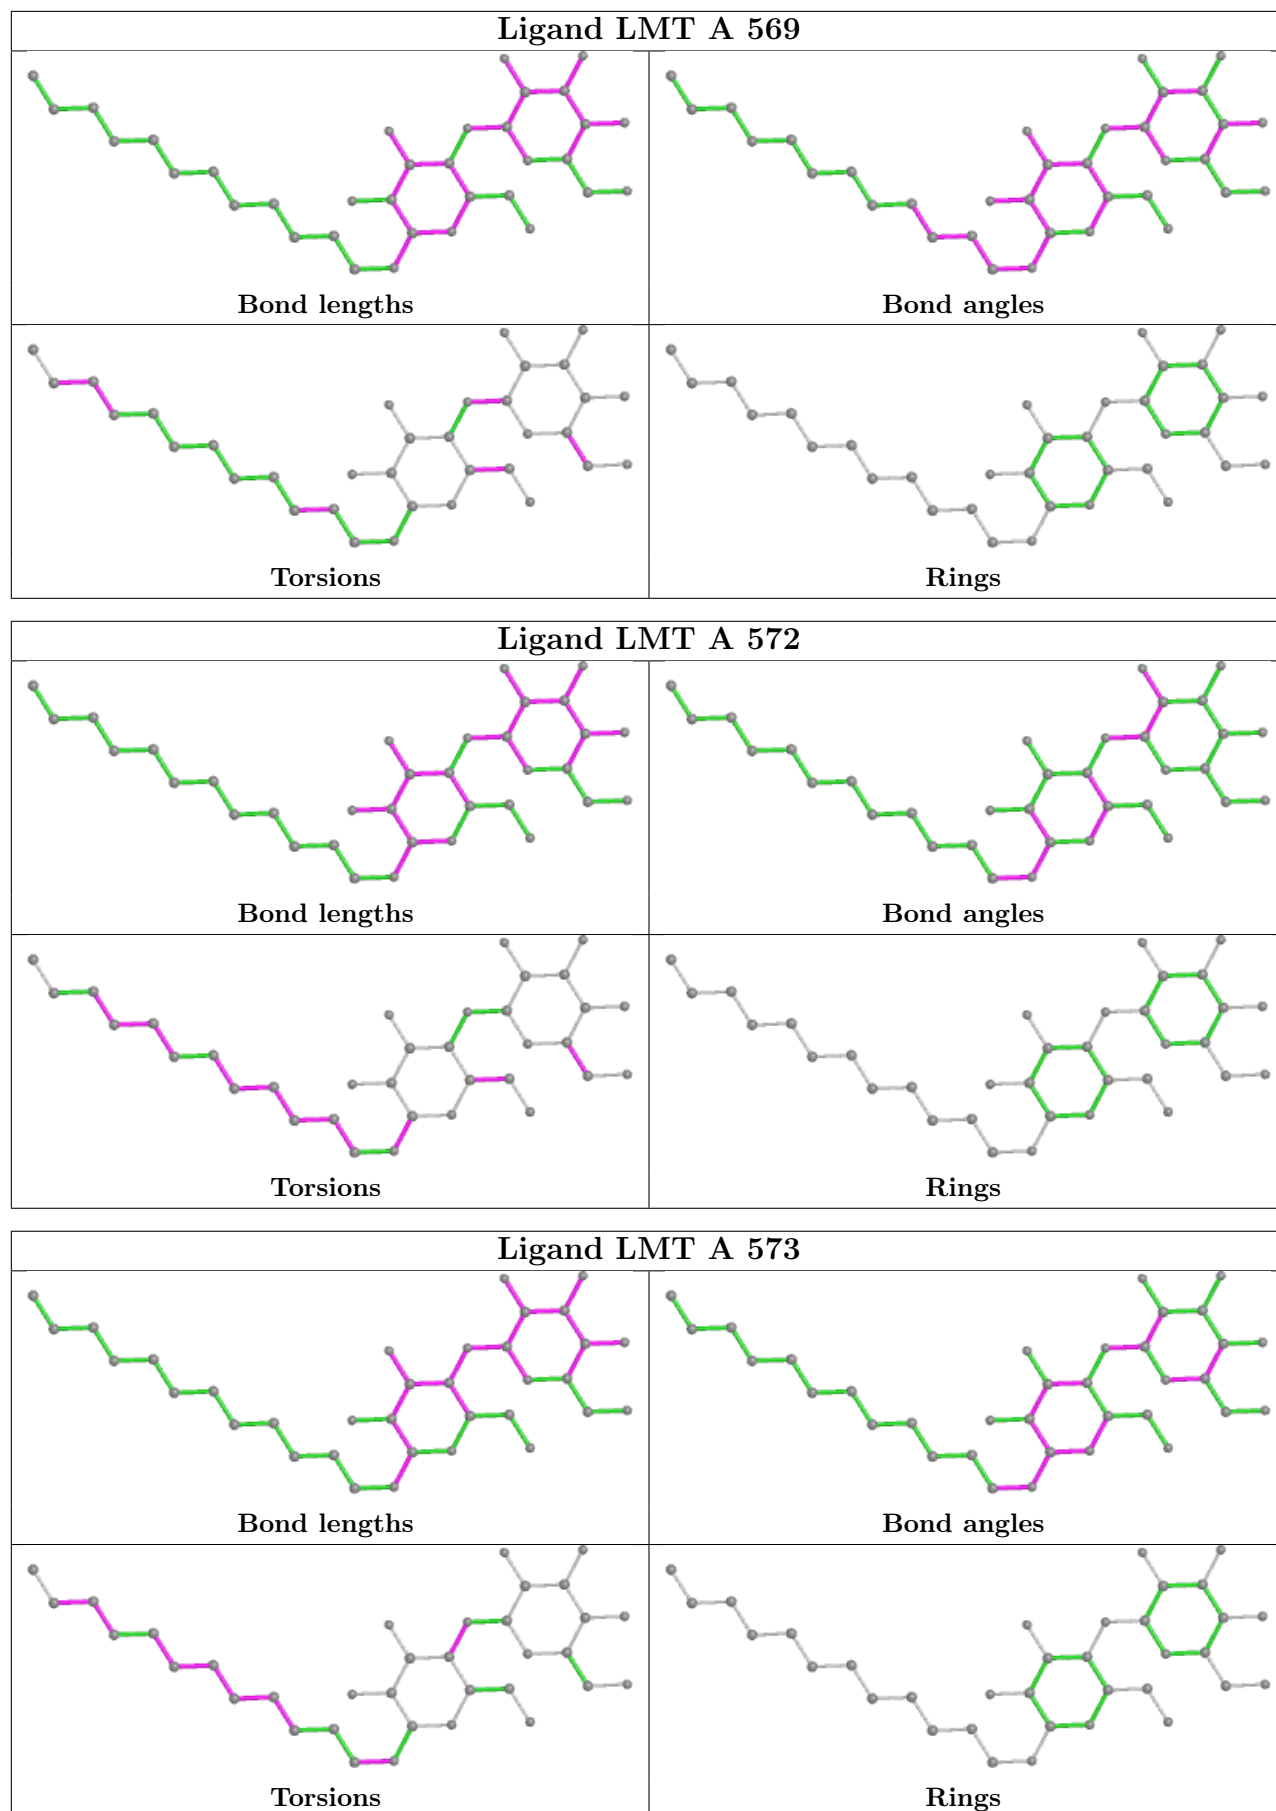 Ligand LMT A 569
Bond lengths
Bond angles
Torsions
Rings
Ligand LMT A 572
Bond lengths
Bond angles
Torsions
Rings
Ligand LMT A 573
Bond lengths
Bond angles
Torsions
Rings